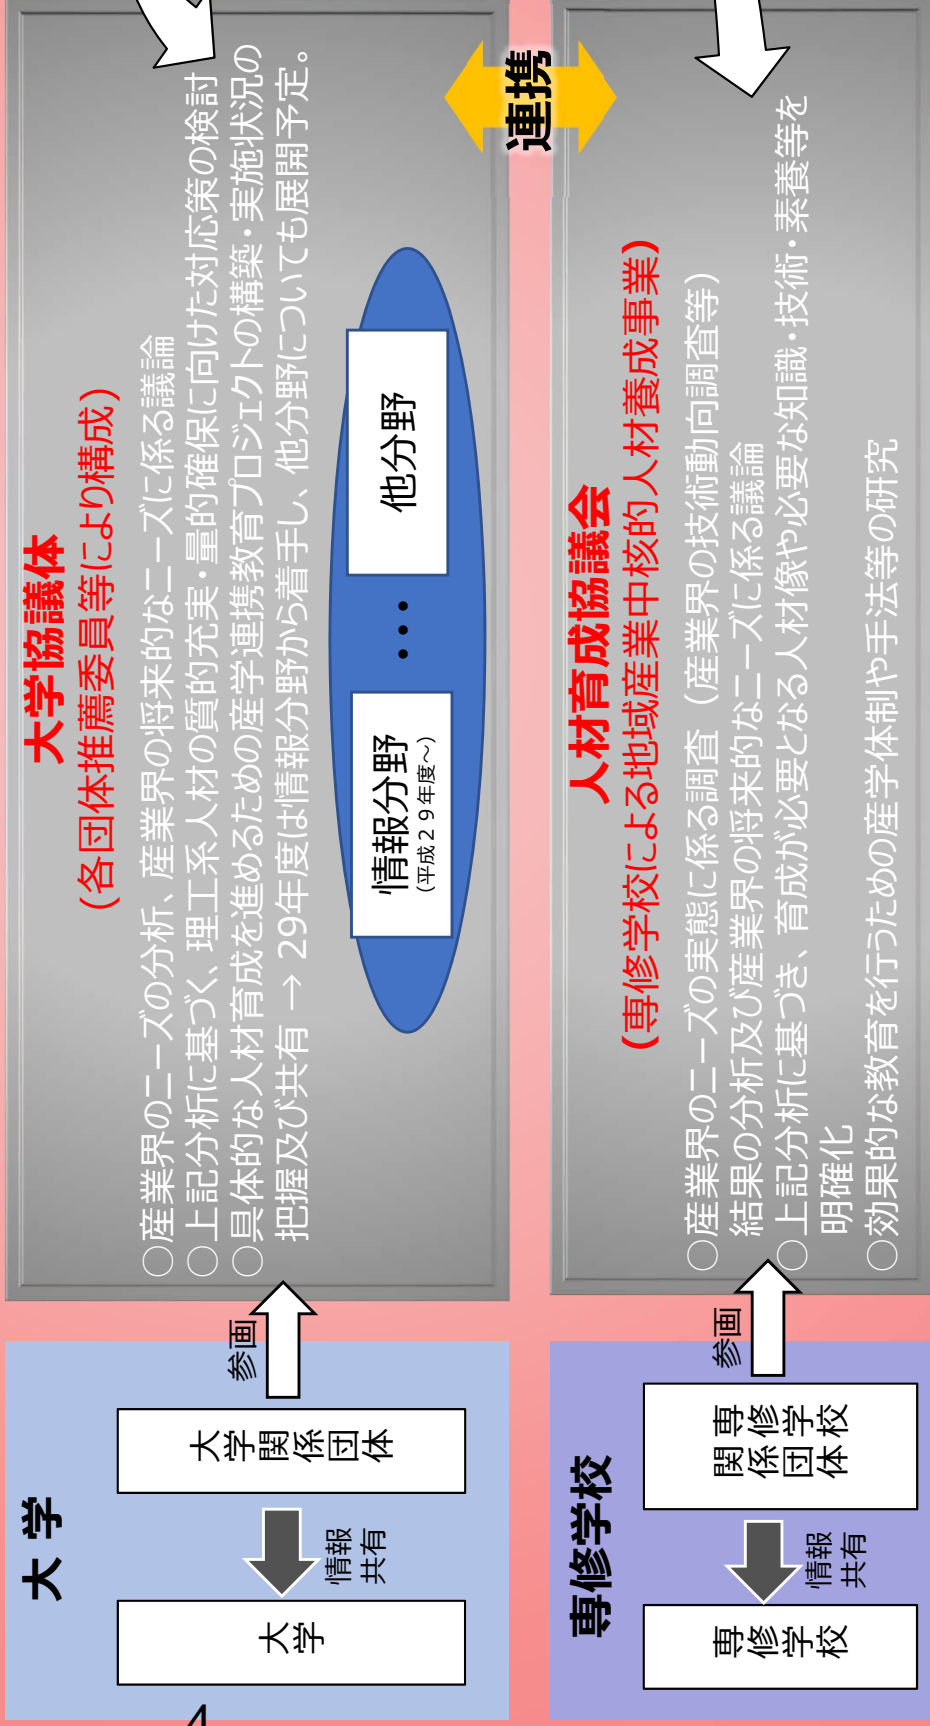 大学
大学関係団体
情報
共有
大学
参画
大学協議体
(各団体推薦委員等により構成)
○産業界のニーズの分析、産業界の将来的なニーズに係る議論
○上記分析に基づく、理工系人材の質的充実・量的確保に向けた対応策の検討
○具体的な人材育成を進めるための産学連携教育プロジェクトの構築・実施状況の
把握及び共有 → 29年度は情報分野から着手し、他分野についても展開予定。
情報分野
(平成29年度~)
・・・
他分野
連携
専修学校
専修学校
関係団体
情報
共有
専修学校
参画
人材育成協議会
(専修学校による地域産業中核的人材養成事業)
○産業界のニーズの実態に係る調査(産業界の技術動向調査等)
結果の分析及び産業界の将来的なニーズに係る議論
○上記分析に基づき、育成が必要となる人材像や必要な知識・技術・素養等を
明確化
○効果的な教育を行うための産学体制や手法等の研究
4